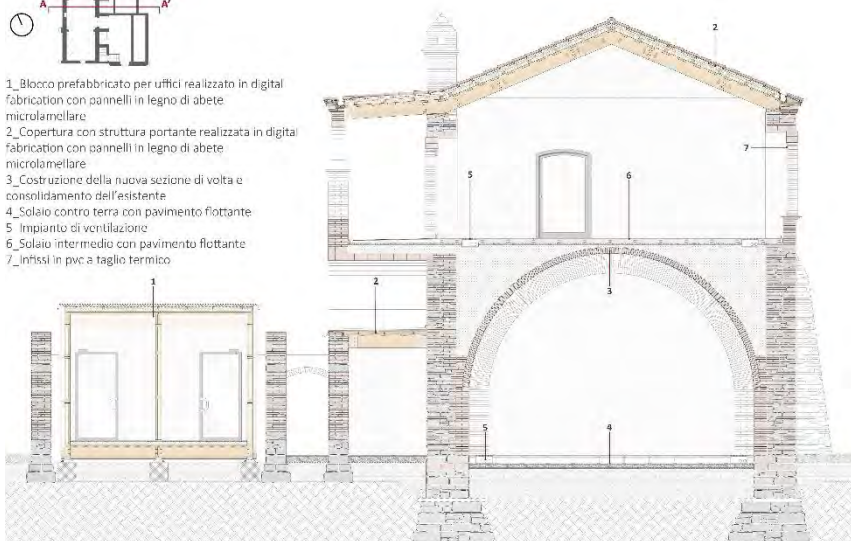 A A'
1_Blocco prefabbricato per uffici realizzato in digital
fabrication con pannelli in legno di abete
microlamellare
2_Copertura con struttura portante realizzata in digital
fabrication con pannelli in legno di abete
microlamellare
3_Costruzione della nuova sezione di volta e
consolidamento dell'esistente
4_Solaio contro terra con pavimento flottante
5 Impianto di ventilazione
6_Solaio intermedio con pavimento flottante
7_Infissi in pvc a taglio termico
2
7
5
6
1
2
3
5
4